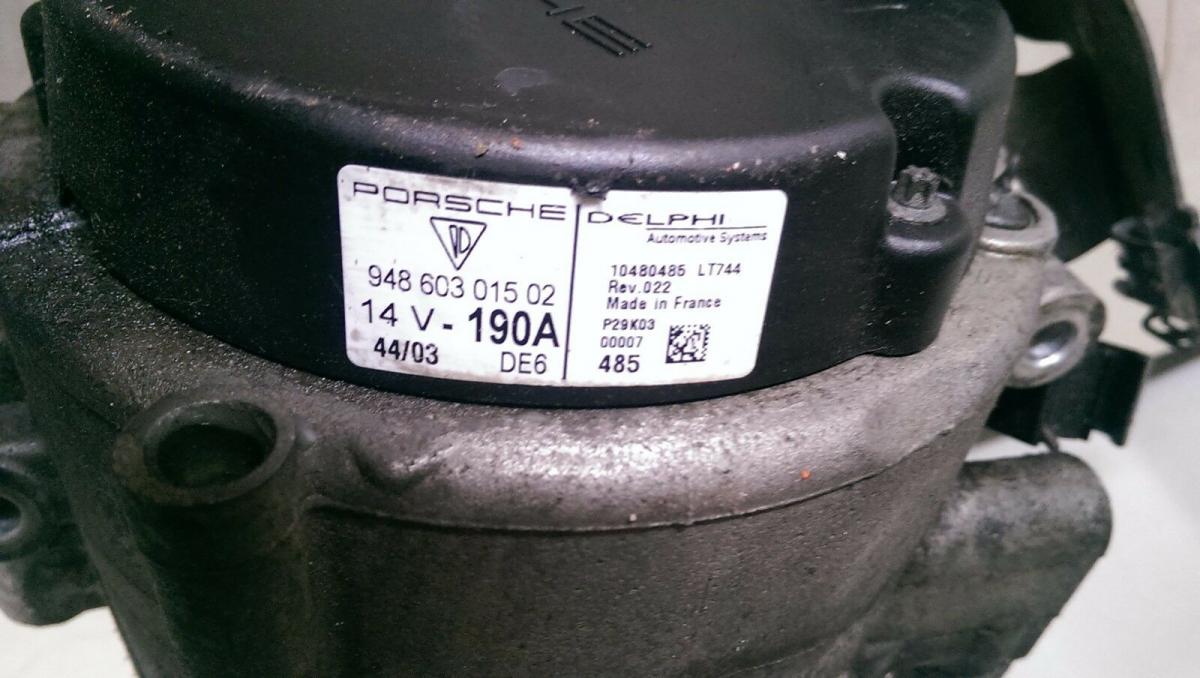 PORSCHE
948 603 015 02
14 V - 190A
44/03 DE6
DELPHI
Automotive Systems
10480485 LT744
Rev.022
Made in France
P29K03
00007
485